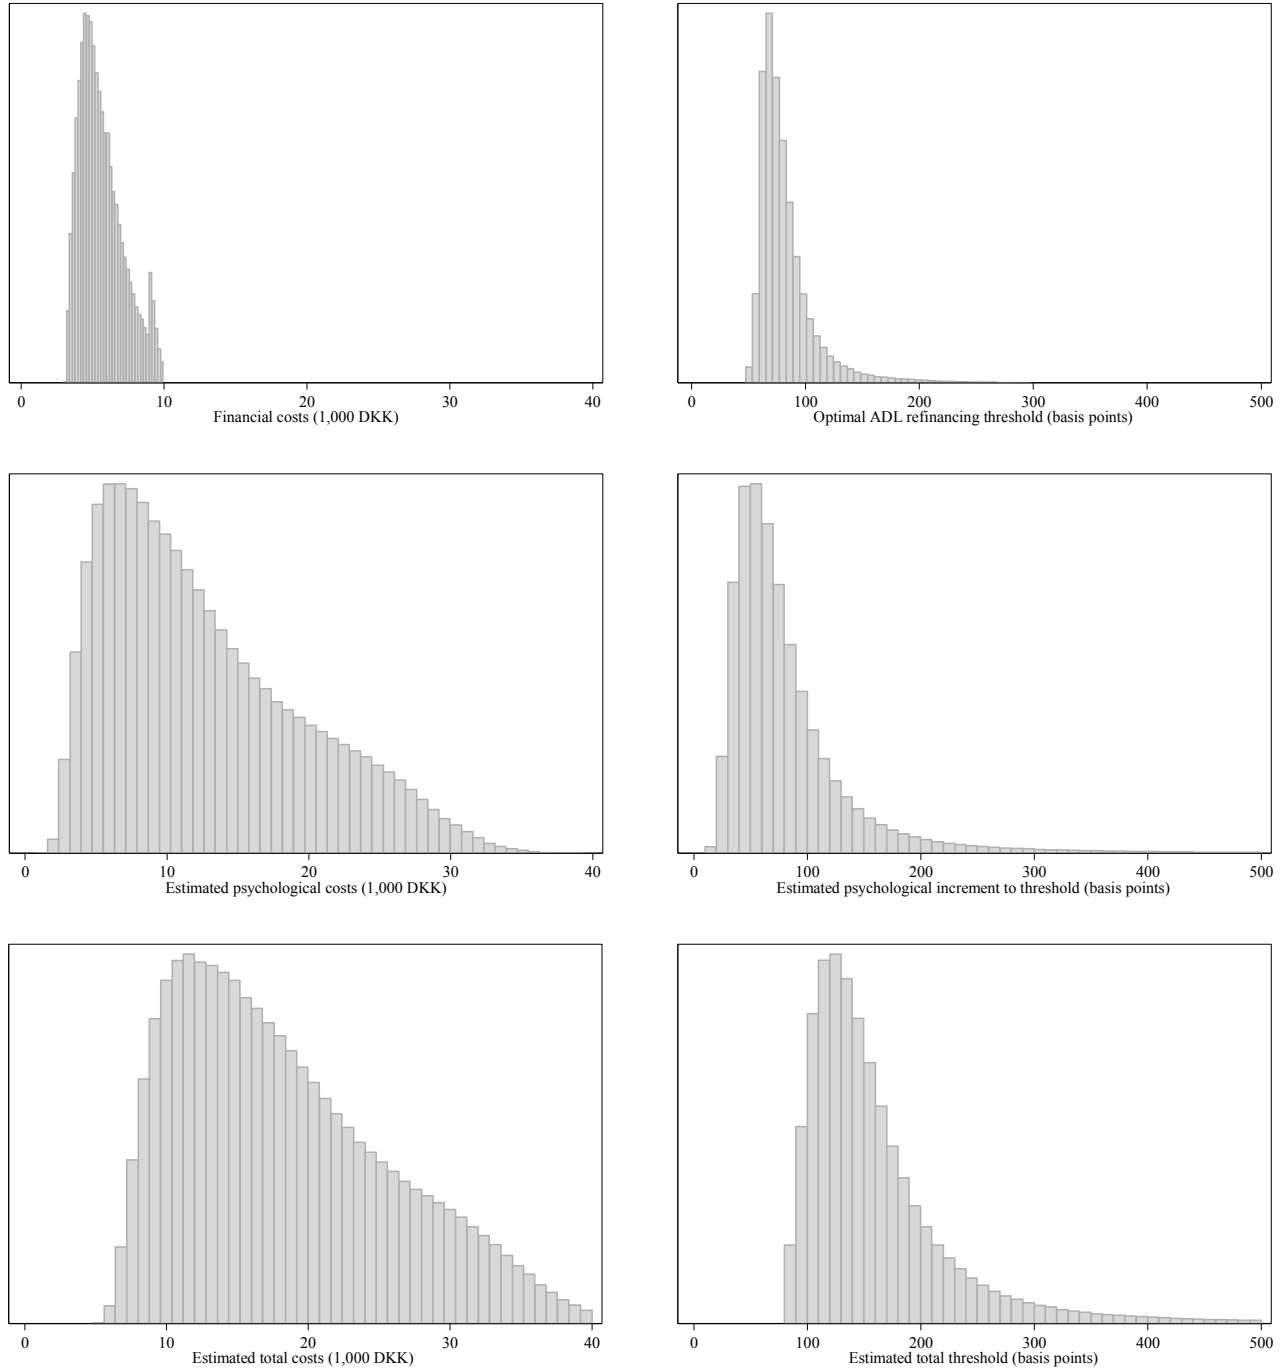 0 10 20 30 40
Financial costs (1,000 DKK)
0 100 200 300 400 500
Optimal ADL refinancing threshold (basis points)
0 10 20 30 40
Estimated psychological costs (1,000 DKK)
0 100 200 300 400 500
Estimated psychological increment to threshold (basis points)
0 10 20 30 40
Estimated total costs (1,000 DKK)
0 100 200 300 400 500
Estimated total threshold (basis points)